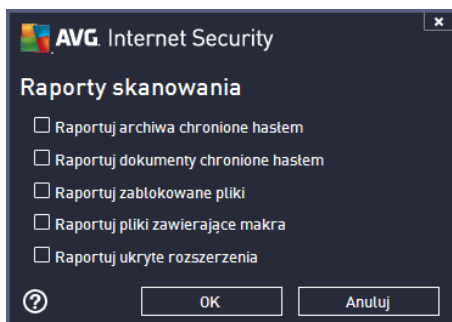 AVG. Internet Security
Raporty skanowania
Raportuj archiwa chronione hasłem
Raportuj dokumenty chronione hasłem
Raportuj zablokowane pliki
Raportuj pliki zawierające makra
Raportuj ukryte rozszerzenia
OK Anuluj